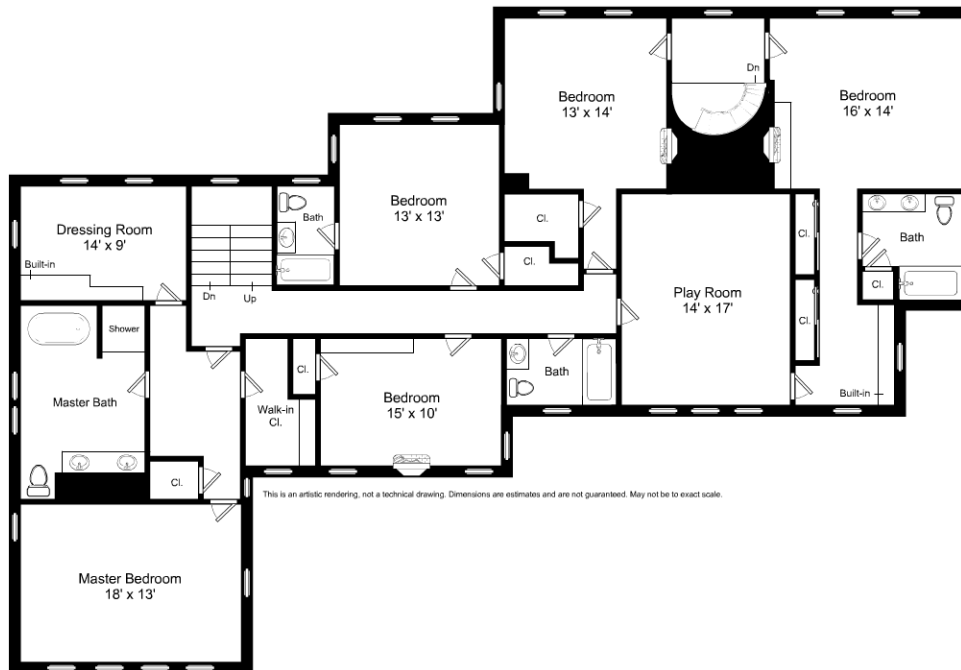 Dn
Bedroom
13' x 14'
Bedroom
16' x 14'
Bedroom
13' x 13'
Bath
Dressing Room
14' x 9'
Built-in
Cl.
Cl.
Cl.
Bath
Cl.
Dn
Up
Play Room
14' x 17'
Cl.
Shower
Cl.
Bath
Built-in
Master Bath
Walk-in
Cl.
Bedroom
15' x 10'
Cl.
This is an artistic rendering, not a technical drawing. Dimensions are estimates and are not guaranteed. May not be to exact scale.
Master Bedroom
18' x 13'